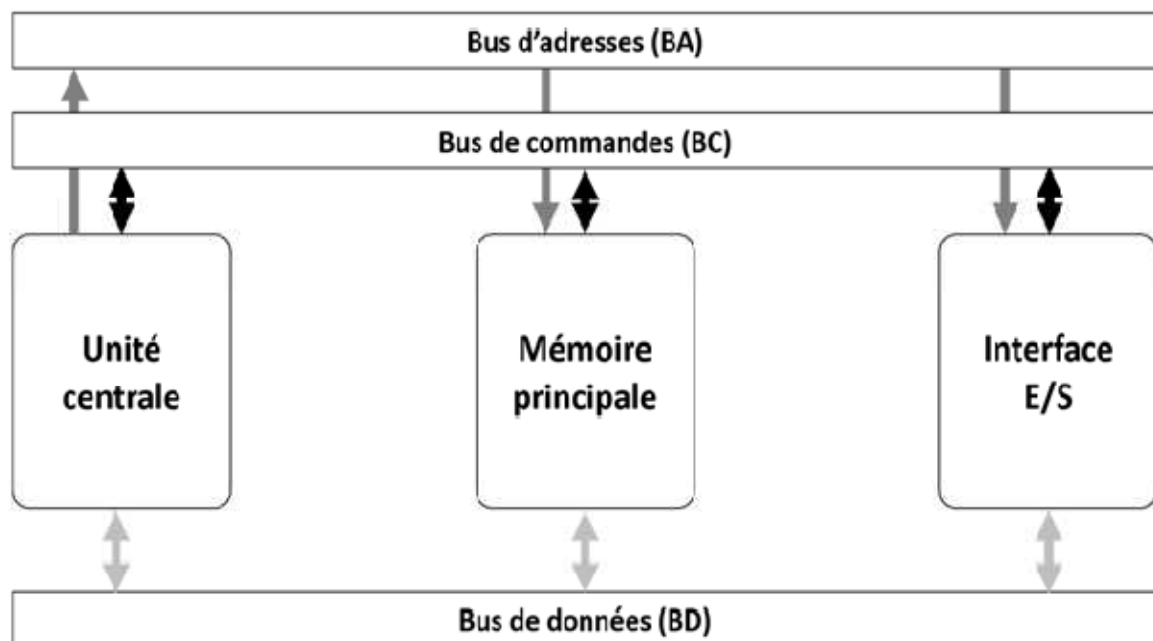 Bus d'adresses (BA)
Bus de commandes (BC)
Unité
centrale
Mémoire
principale
Interface
E/S
Bus de données (BD)